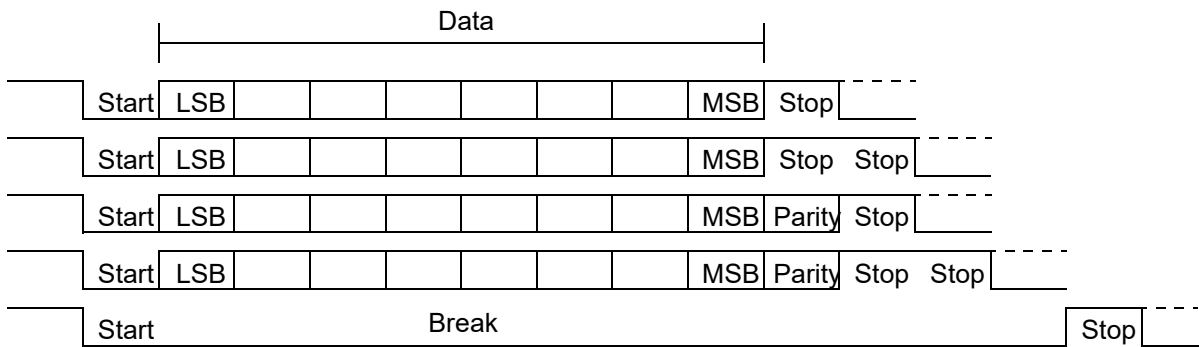 Data
Start LSB MSB Stop
Start LSB MSB Stop Stop
Start LSB MSB Parity Stop
Start LSB MSB Parity Stop Stop
Start Break Stop